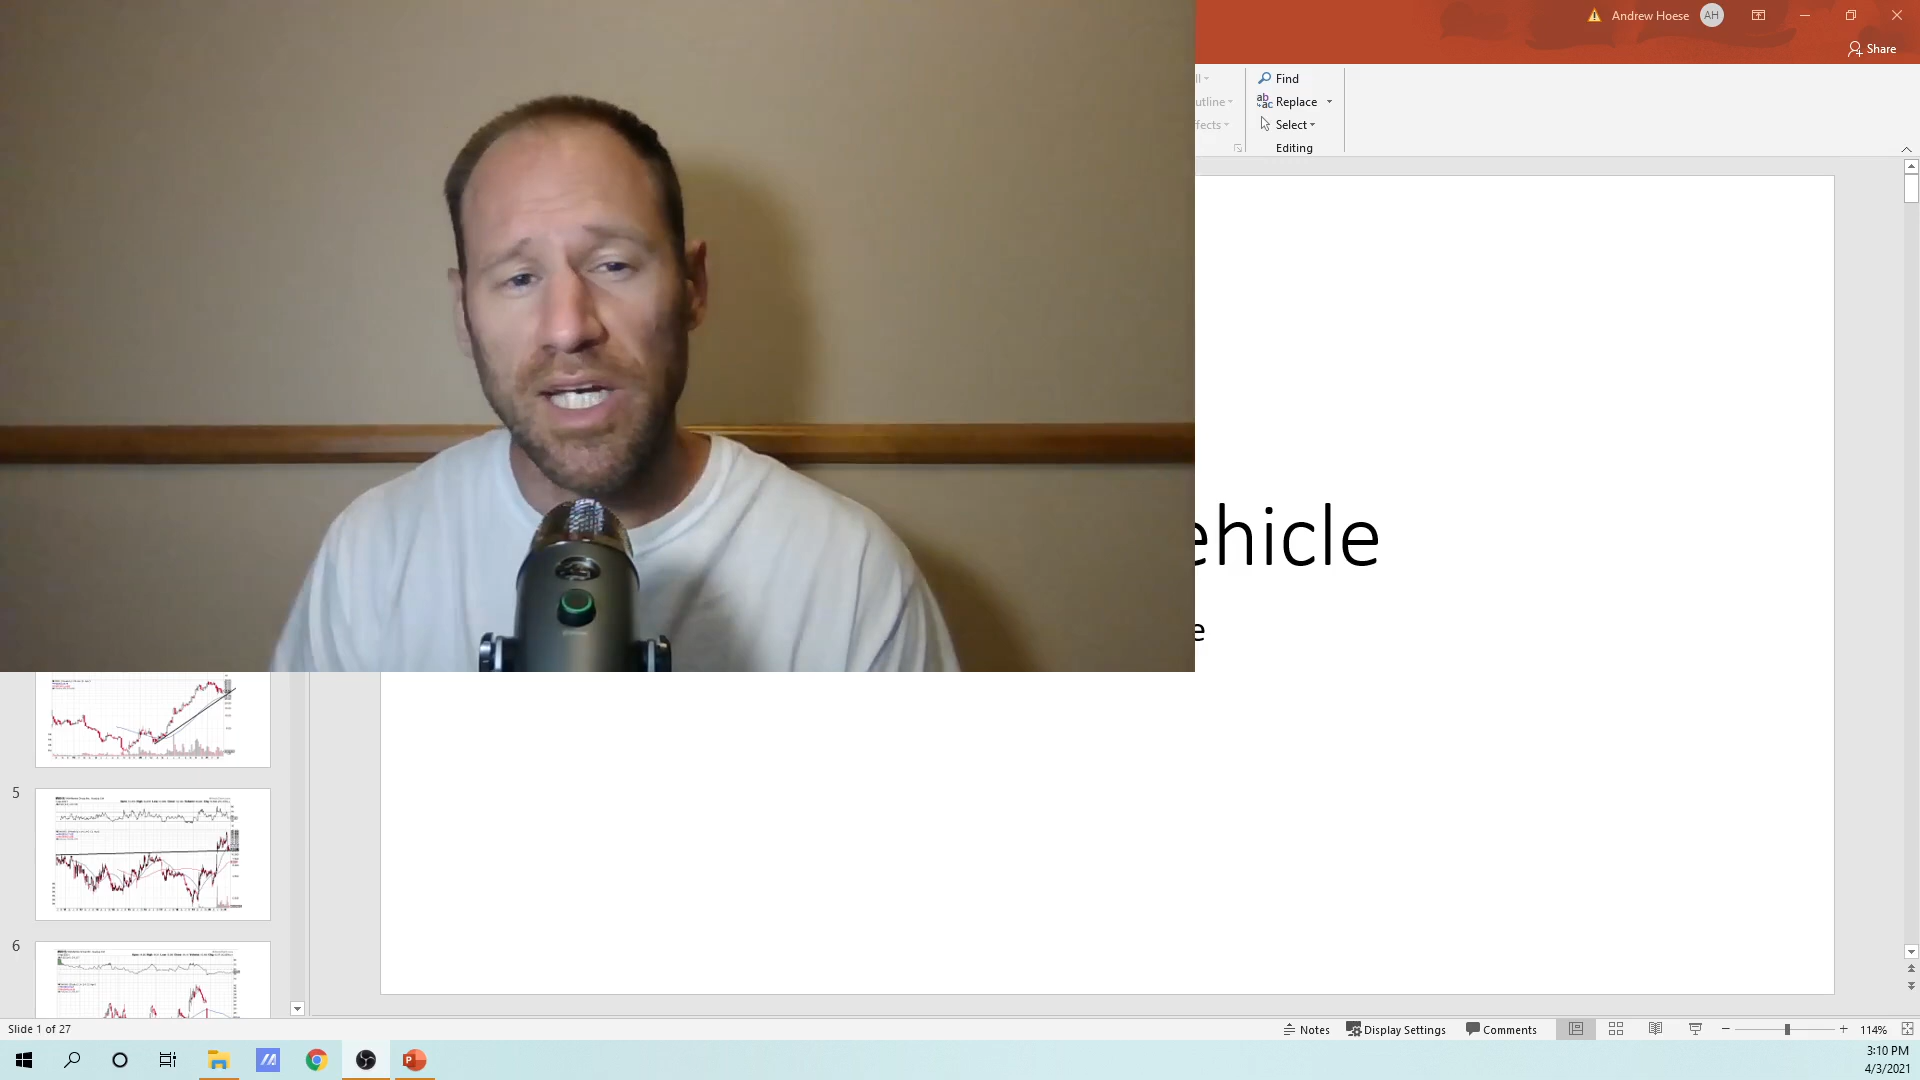 Andrew Hoese AH
Share
Find
utline
Replace
ffects
Select
Editing
ehicle
e
5
6
Slide 1 of 27
Notes Display Settings Comments 114%
3:10 PM
4/3/2021